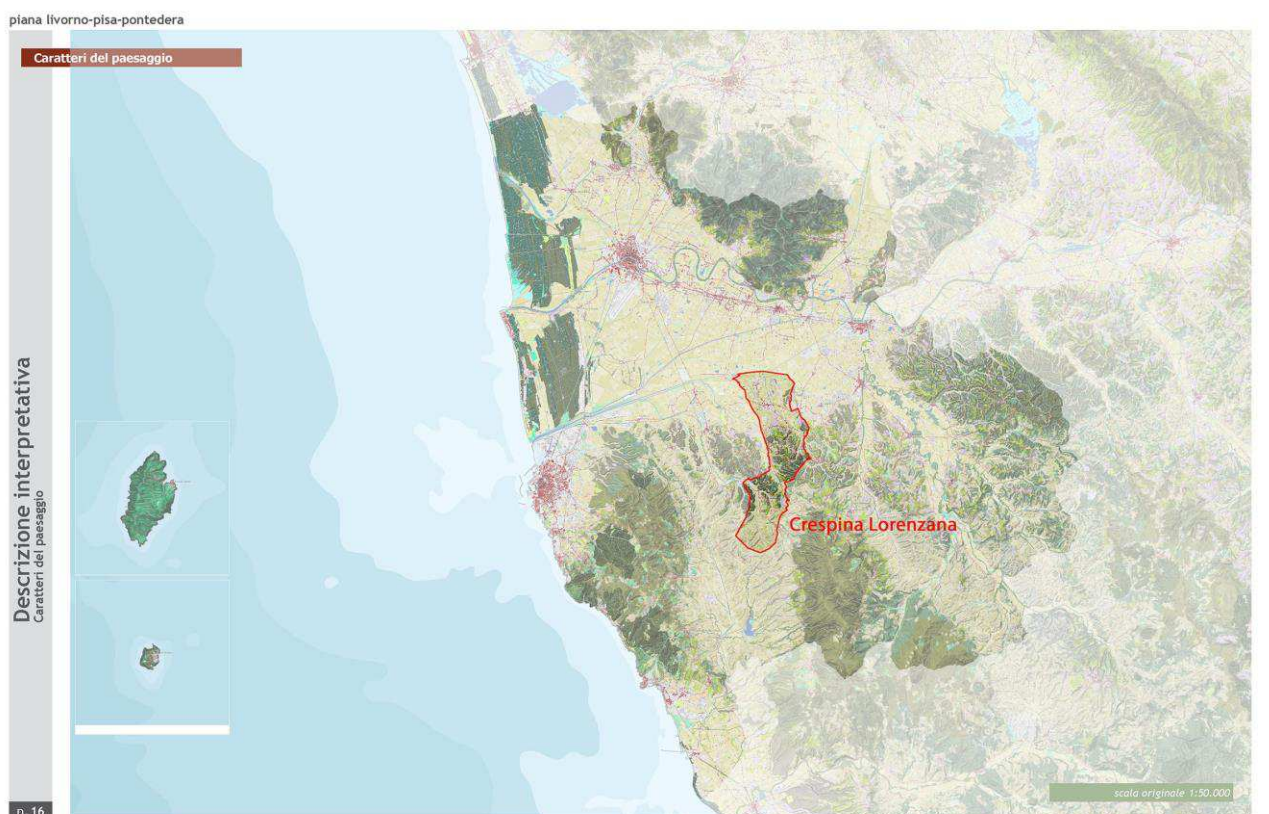 piana livorno-pisa-pontedera
Caratteri del paesaggio
Descrizione interpretativa
Caratteri del paesaggio
Crespina Lorenzana
scala originale 1:50.000
p. 16